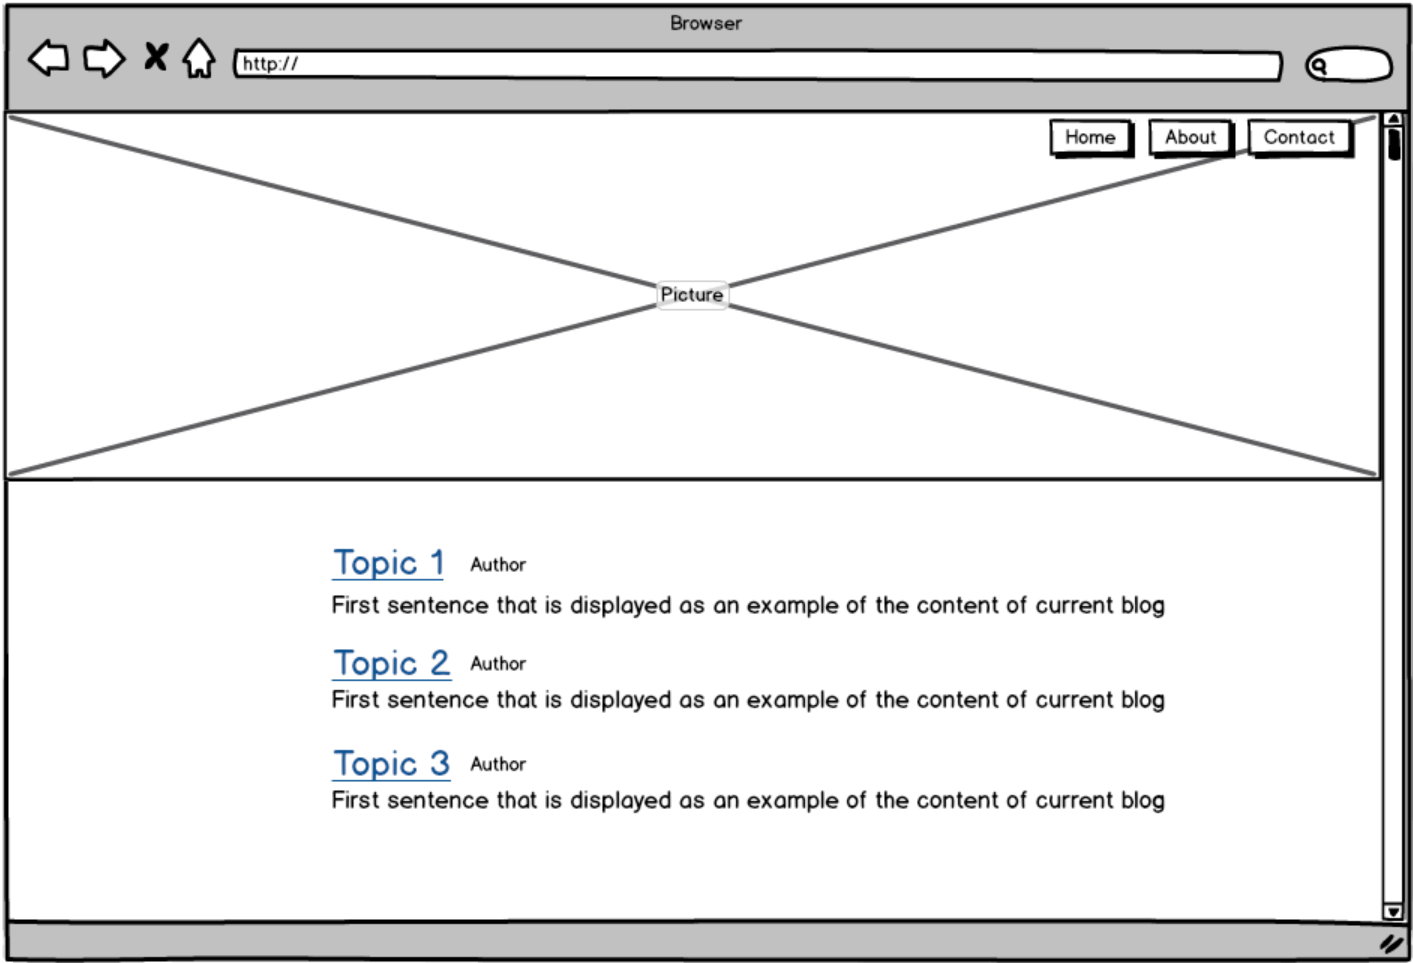 Browser
http://
Home About Contact
Picture
Topic 1 Author
First sentence that is displayed as an example of the content of current blog
Topic 2 Author
First sentence that is displayed as an example of the content of current blog
Topic 3 Author
First sentence that is displayed as an example of the content of current blog